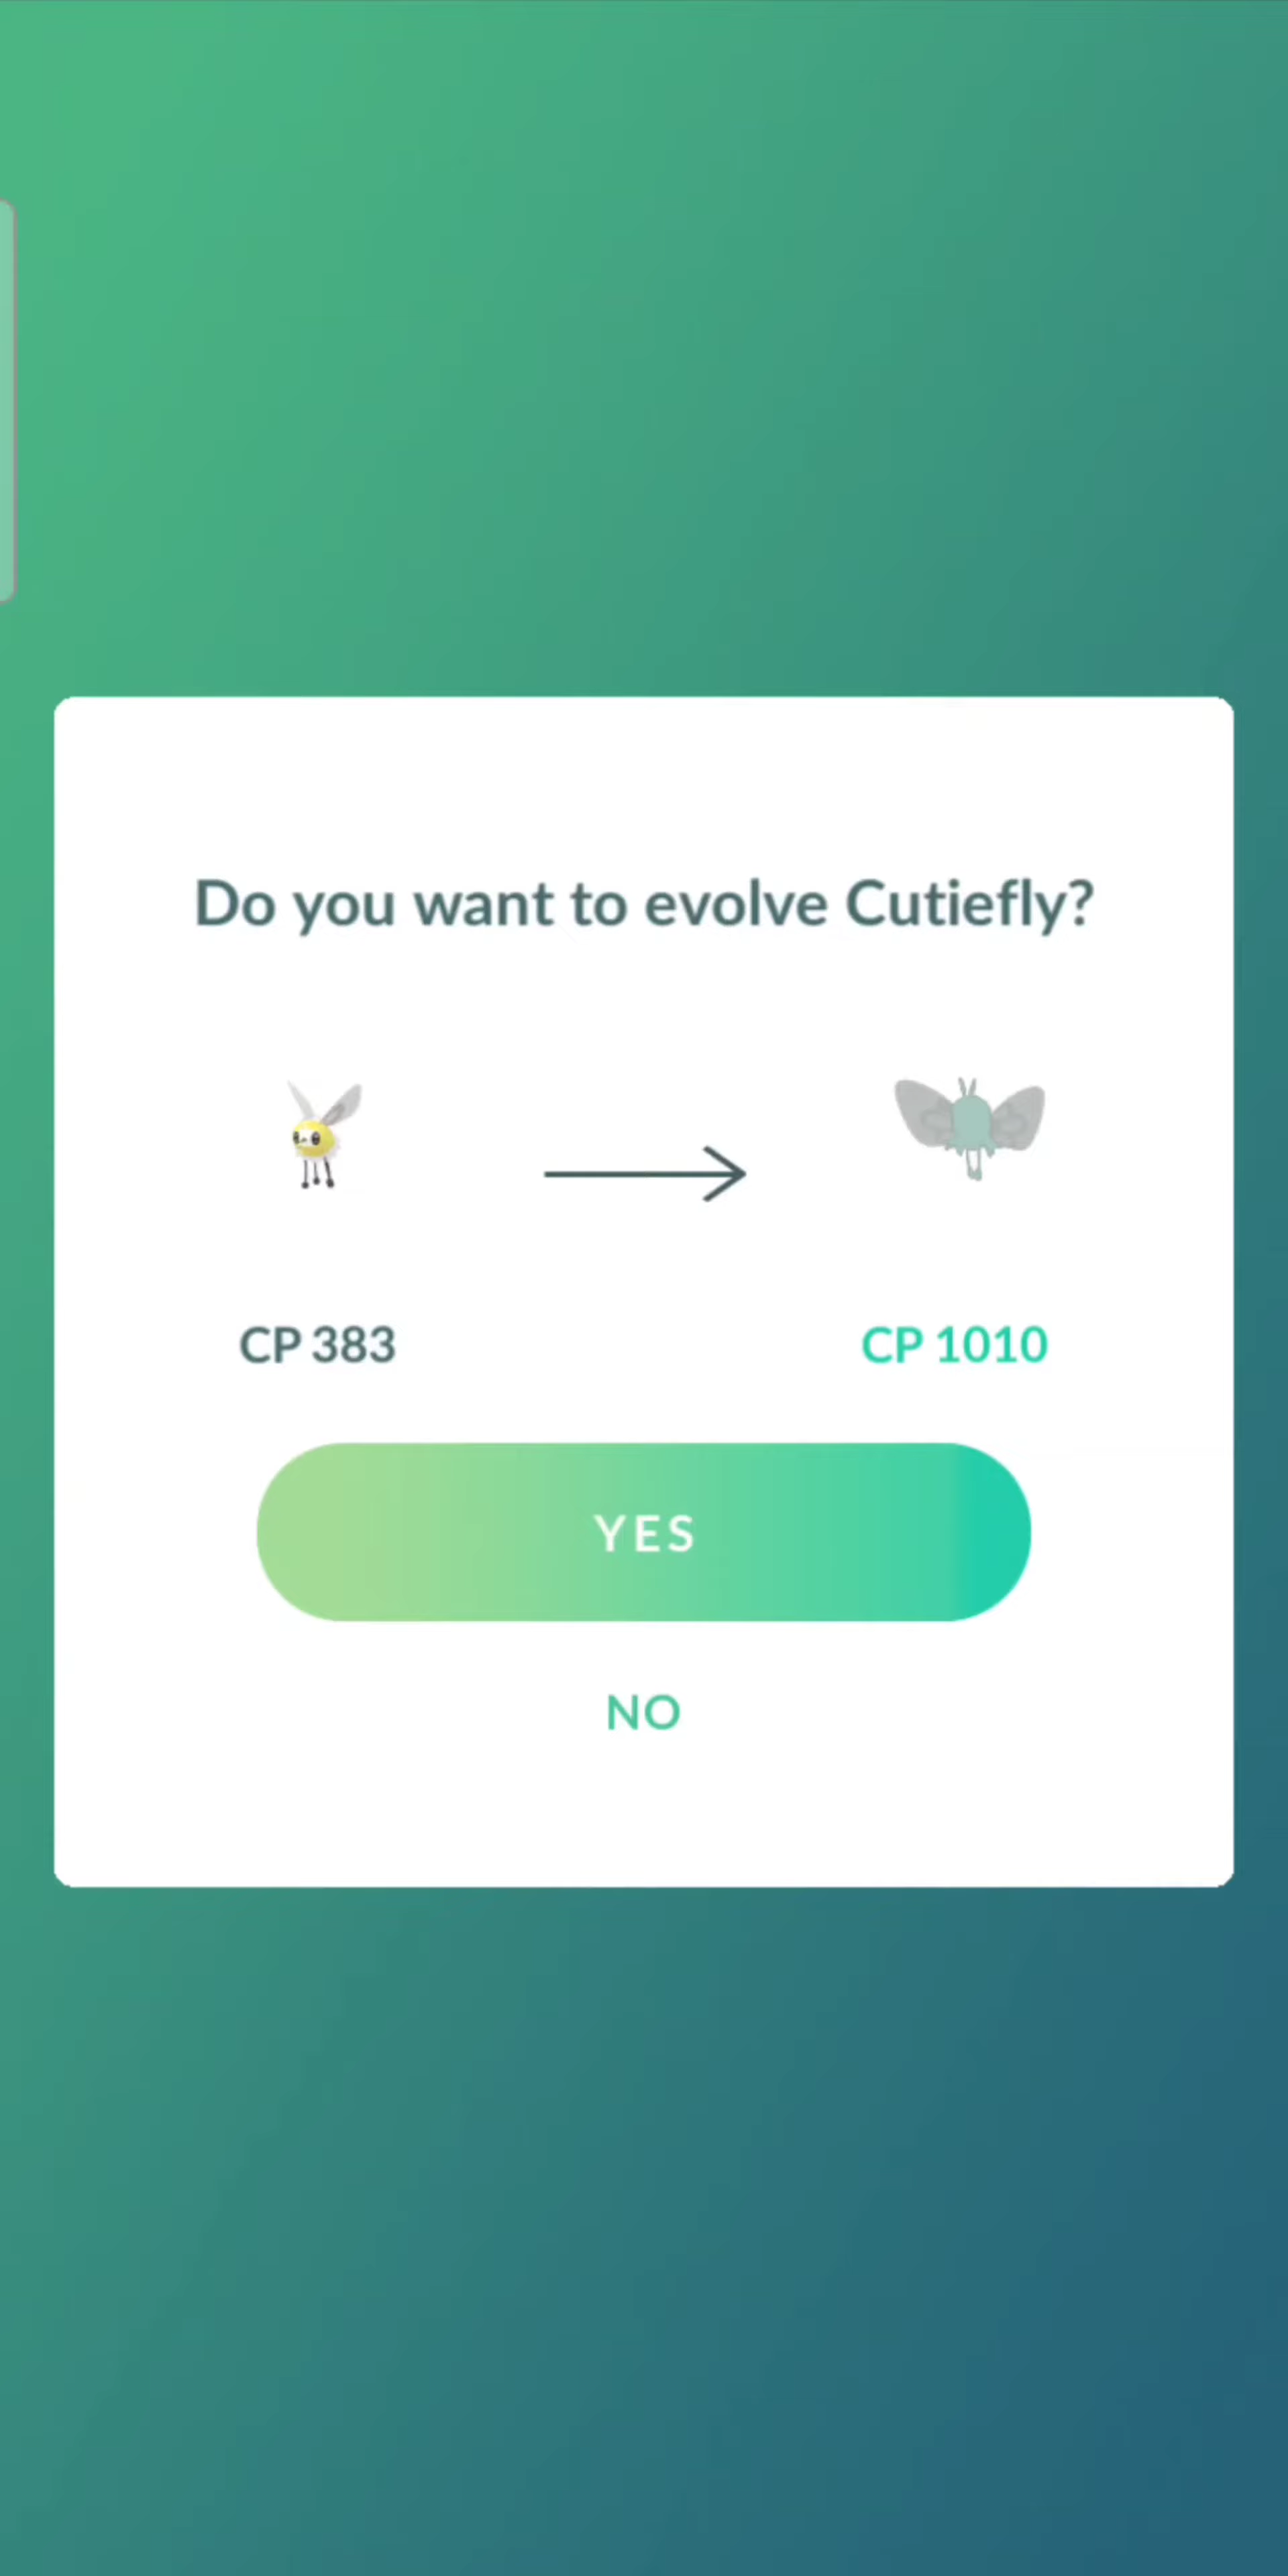 Do you want to evolve Cutiefly?
CP 383
CP 1010
YES
NO